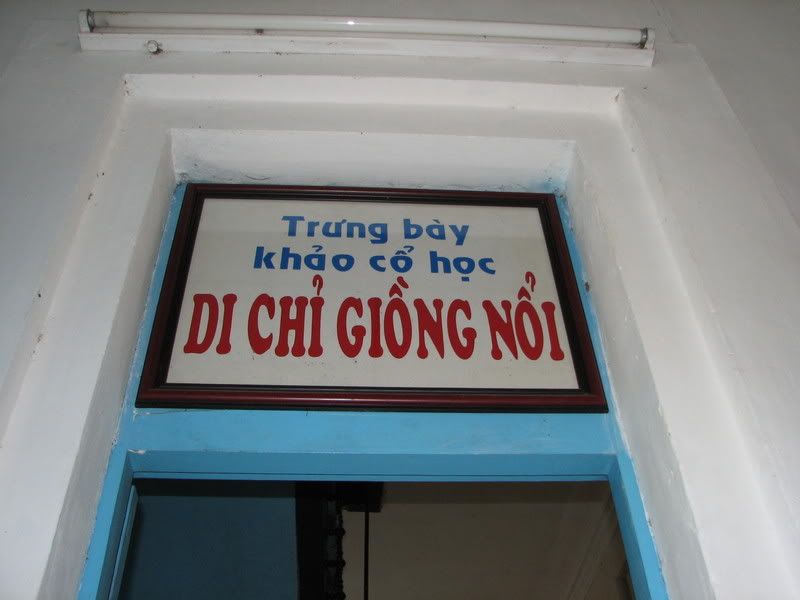 Trưng bày
khảo cổ học
DI CHỈ GIỒNG NỔI